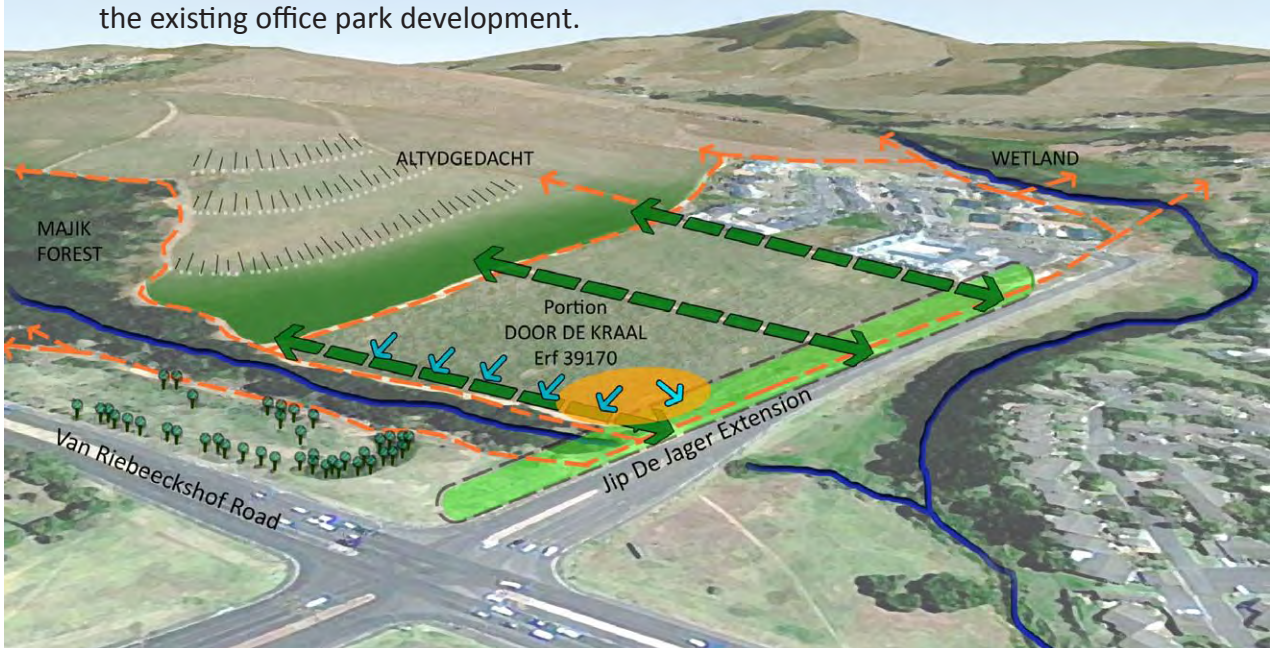 the existing office park development.
ALTYDGEDACHT
WETLAND
MAJIK
FOREST
Portion
DOOR DE KRAAL
Erf 39170
Jip De Jager Extension
Van Riebeeckshof Road